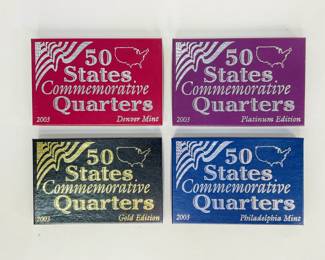 50
States
Commemorative
Quarters
2003 Denver Mint
50
States
Commemorative
Quarters
2003 Platinum Edition
50
States
Commemorative
Quarters
2003 Gold Edition
50
States
Commemorative
Quarters
2003 Philadelphia Mint